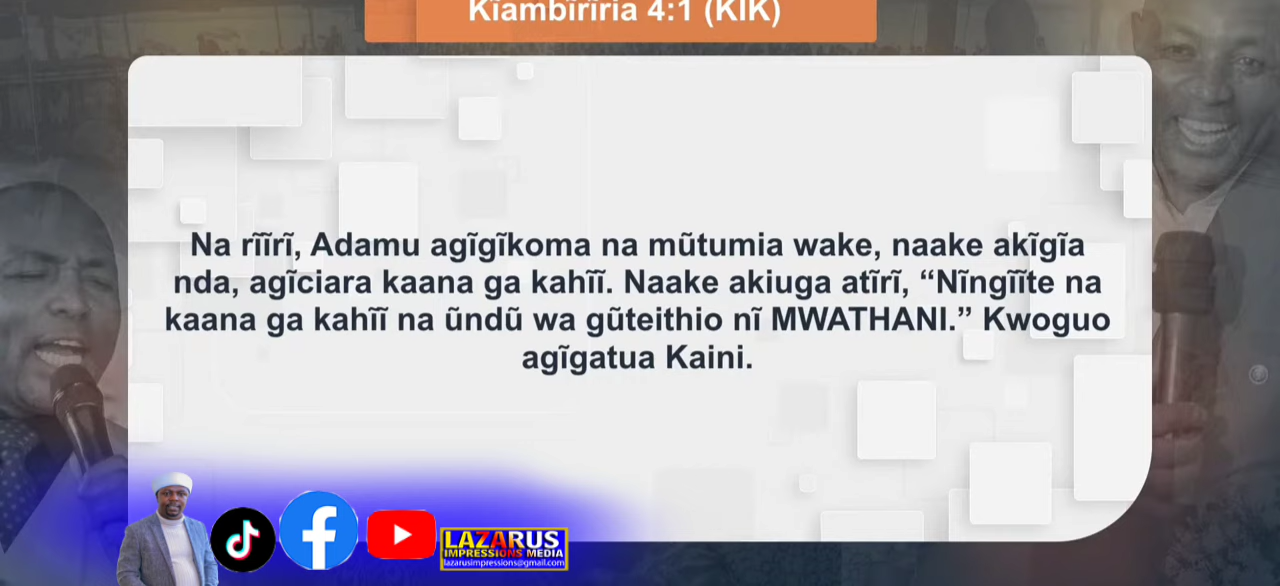 Kĩambĩrĩria 4:1 (KIK)
Na rĩĩrĩ, Adamu agĩgĩkoma na mũtumia wake, naake akĩgĩa
nda, agĩciara kaana ga kahĩĩ. Naake akiuga atĩrĩ, “Nĩngĩĩte na
kaana ga kahĩĩ na ũndũ wa gũteithio nĩ MWATHANI.” Kwoguo
agĩgatua Kaini.
LAZARUS
IMPRESSIONS MEDIA
lazarusimpressions@gmail.com